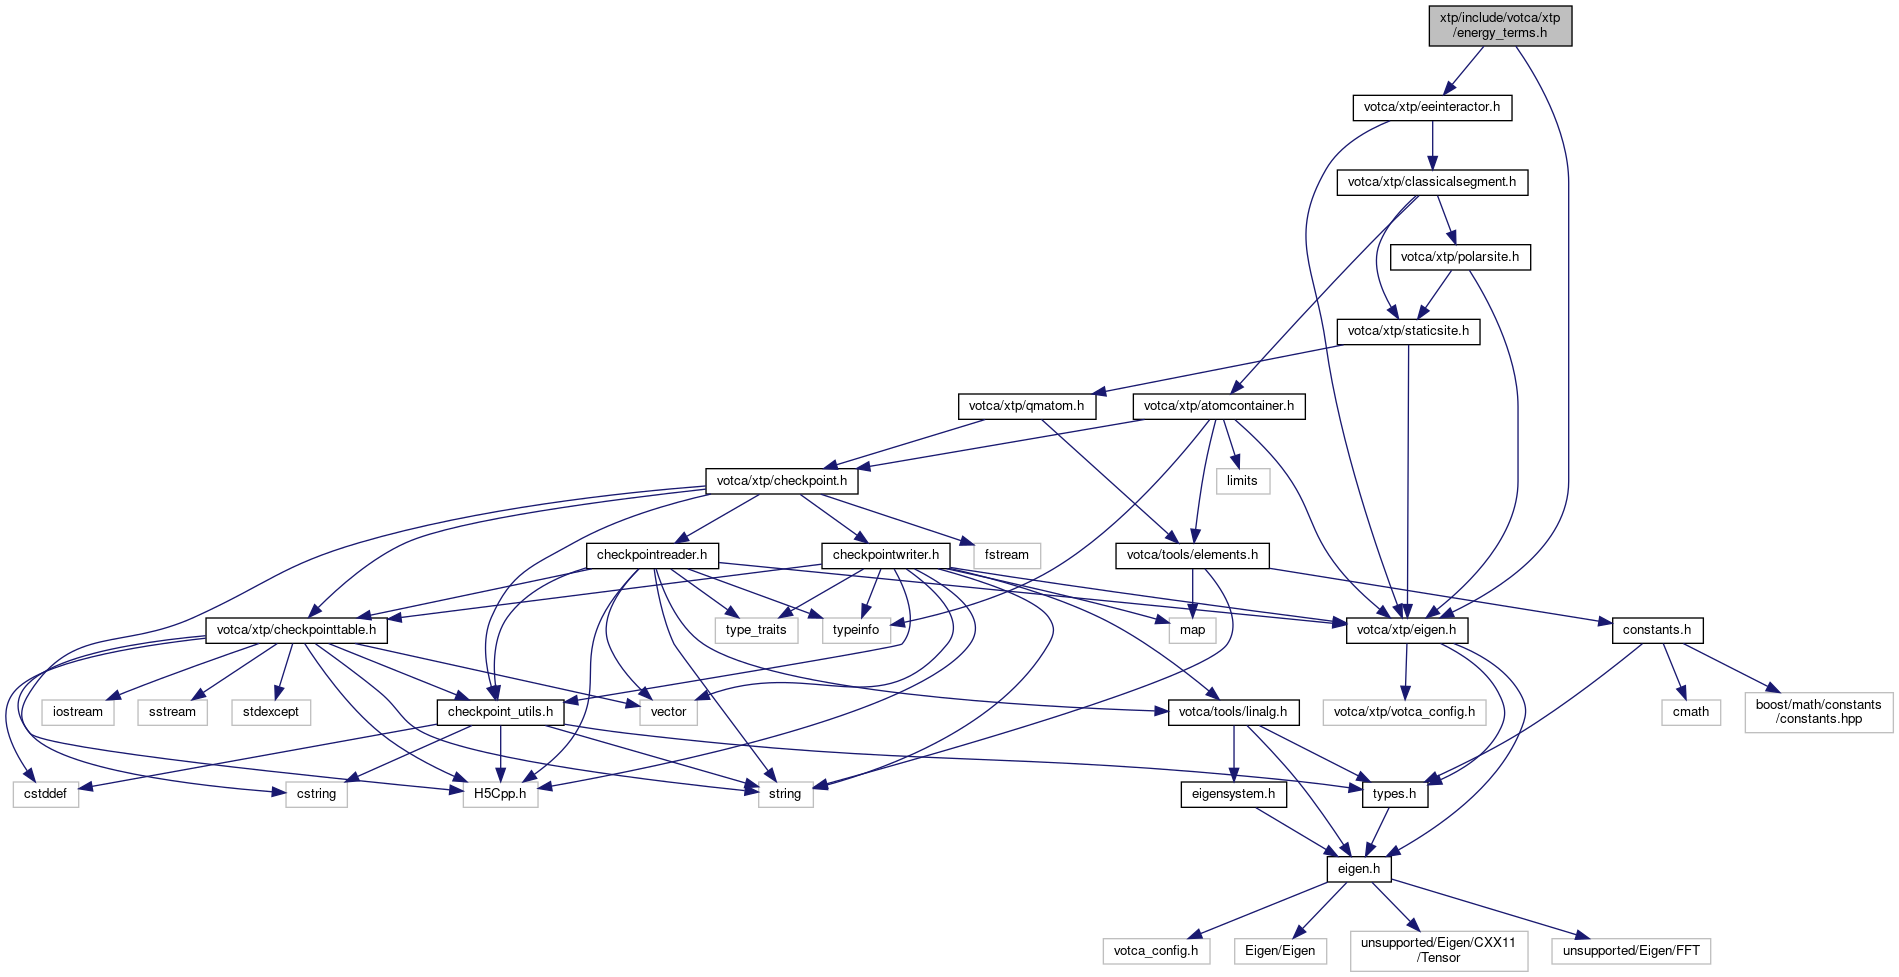 xtp/include/votca/xtp
/energy_terms.h
votca/xtp/eeinteractor.h
votca/xtp/classicalsegment.h
votca/xtp/polarsite.h
votca/xtp/staticsite.h
votca/xtp/qmatom.h
votca/xtp/atomcontainer.h
votca/xtp/checkpoint.h
limits
checkpointreader.h
checkpointwriter.h
fstream
votca/tools/elements.h
votca/xtp/checkpointtable.h
type_traits
typeinfo
map
votca/xtp/eigen.h
constants.h
iostream
sstream
stdexcept
checkpoint_utils.h
vector
votca/tools/linalg.h
votca/xtp/votca_config.h
cmath
boost/math/constants
/constants.hpp
cstddef
cstring
H5Cpp.h
string
eigensystem.h
types.h
eigen.h
votca_config.h
Eigen/Eigen
unsupported/Eigen/CXX11
/Tensor
unsupported/Eigen/FFT